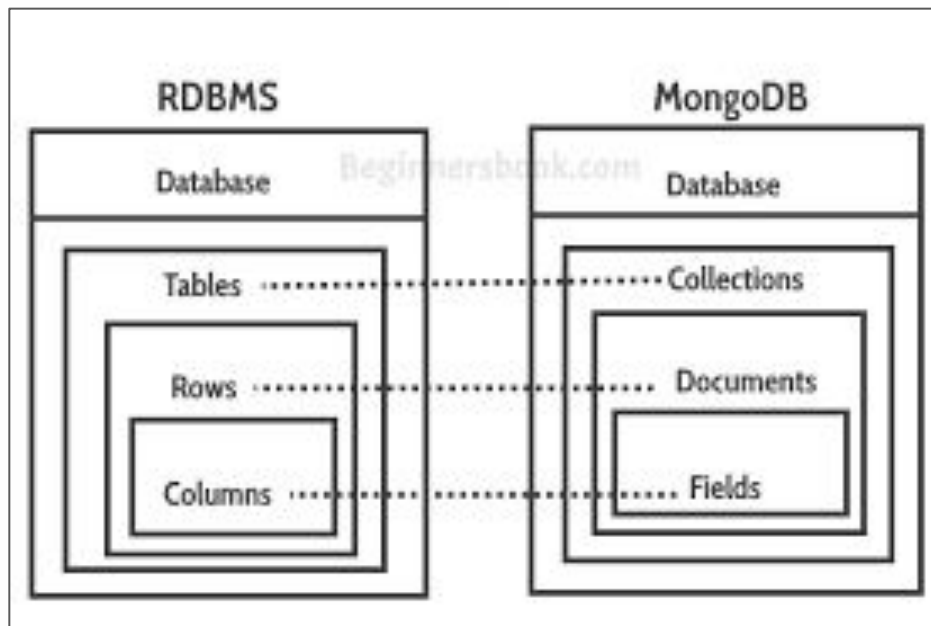 RDBMS
MongoDB
Beginnersbook.com
Database
Database
Tables
Collections
Rows
Documents
Columns
Fields